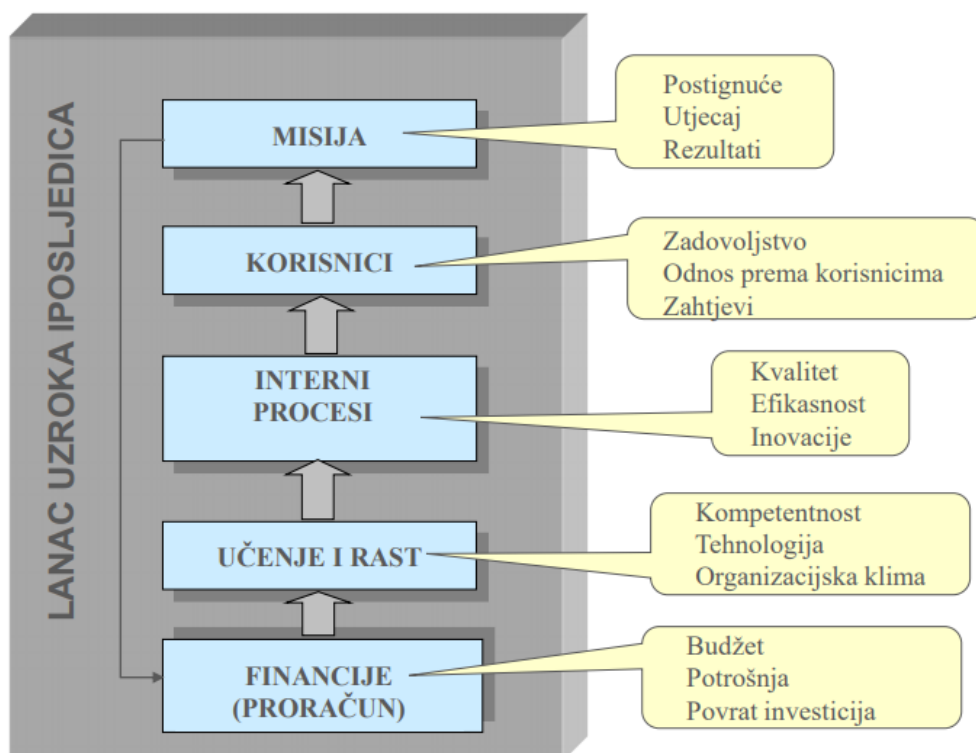 LANAC UZROKA IPOSLJEDICA
MISIJA
Postignuće
Utjecaj
Rezultati
KORISNICI
Zadovoljstvo
Odnos prema korisnicima
Zahtjevi
INTERNI
PROCESI
Kvalitet
Efikasnost
Inovacije
UČENJE I RAST
Kompetentnost
Tehnologija
Organizacijska klima
FINANCIJE
(PRORAČUN)
Budžet
Potrošnja
Povrat investicija